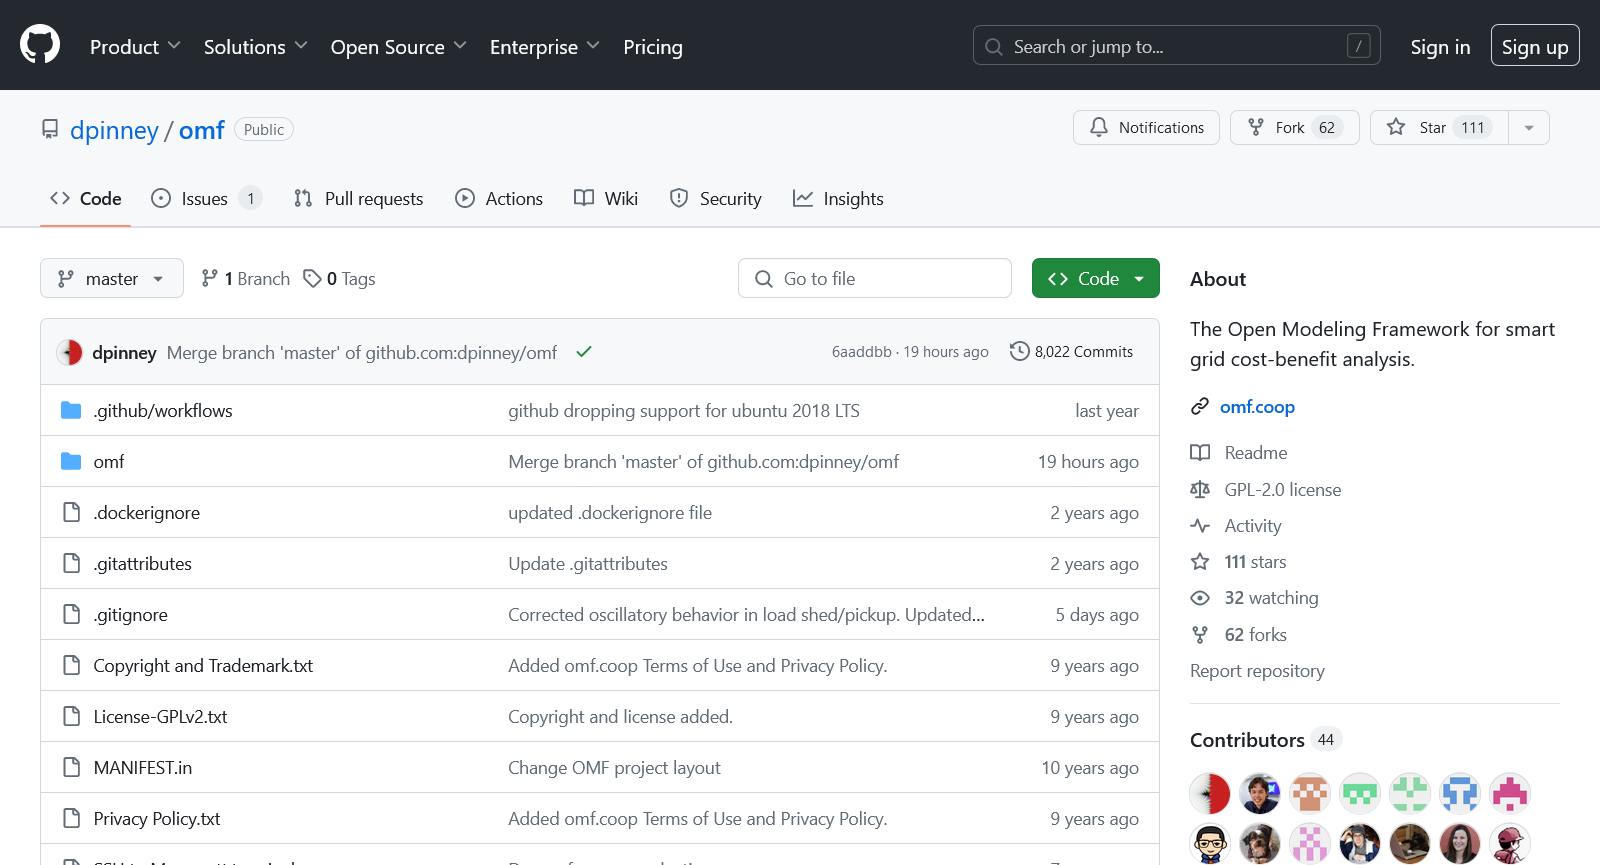 Product Solutions Open Source Enterprise Pricing Search or jump to... / Sign in Sign up
dpinney / omf Public Notifications Fork 62 Star 111
Code Issues 1 Pull requests Actions Wiki Security Insights
master 1 Branch 0 Tags Go to file Code
dpinney Merge branch 'master' of github.com:dpinney/omf 6aaddbb · 19 hours ago 8,022 Commits
.github/workflows github dropping support for ubuntu 2018 LTS last year
omf Merge branch 'master' of github.com:dpinney/omf 19 hours ago
.dockerignore updated .dockerignore file 2 years ago
.gitattributes Update .gitattributes 2 years ago
.gitignore Corrected oscillatory behavior in load shed/pickup. Updated... 5 days ago
Copyright and Trademark.txt Added omf.coop Terms of Use and Privacy Policy. 9 years ago
License-GPLv2.txt Copyright and license added. 9 years ago
MANIFEST.in Change OMF project layout 10 years ago
Privacy Policy.txt Added omf.coop Terms of Use and Privacy Policy. 9 years ago
About
The Open Modeling Framework for smart
grid cost-benefit analysis.
omf.coop
Readme
GPL-2.0 license
Activity
111 stars
32 watching
62 forks
Report repository
Contributors 44